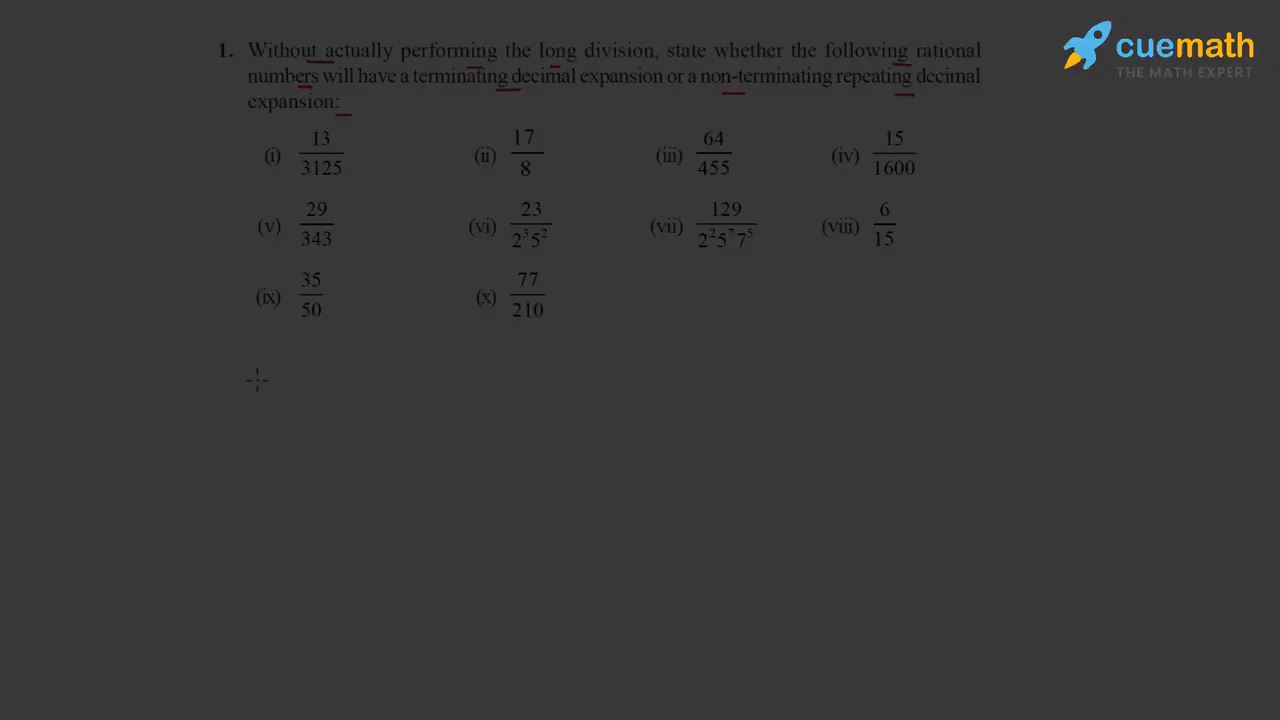 cuemath
THE MATH EXPERT
1. Without actually performing the long division, state whether the following rational
numbers will have a terminating decimal expansion or a non-terminating repeating decimal
expansion:
(i) 13/3125 (ii) 17/8 (iii) 64/455 (iv) 15/1600
(v) 29/343 (vi) 23/2³5² (vii) 129/2²5⁷7⁵ (viii) 6/15
(ix) 35/50 (x) 77/210